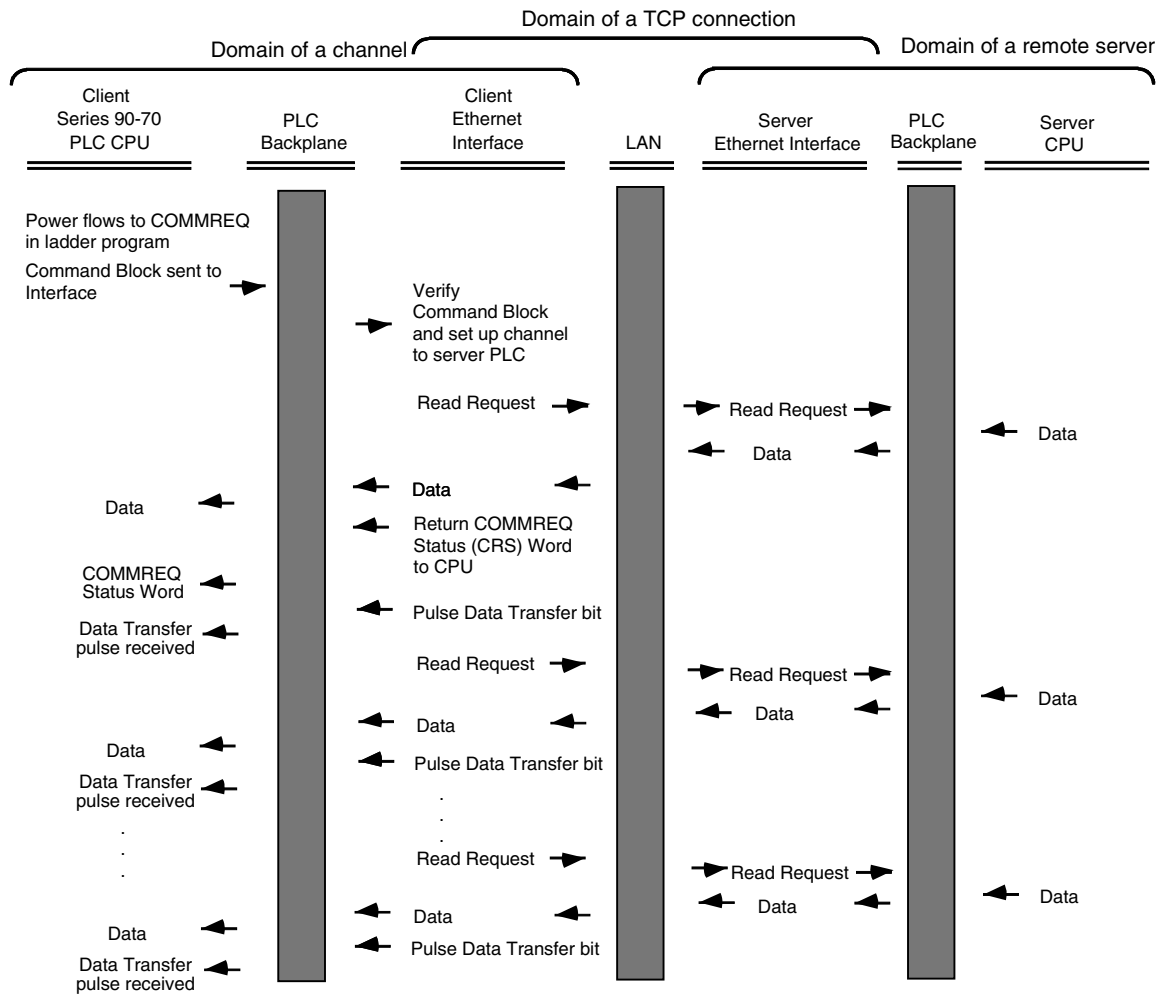 Domain of a TCP connection
Domain of a channel
Domain of a remote server
Client
Series 90-70
PLC CPU
PLC
Backplane
Client
Ethernet
Interface
LAN
Server
Ethernet Interface
PLC
Backplane
Server
CPU
Power flows to COMMREQ
in ladder program
Command Block sent to
Interface
Verify
Command Block
and set up channel
to server PLC
Read Request
Read Request
Data
Data
Data
Data
Return COMMREQ
Status (CRS) Word
to CPU
COMMREQ
Status Word
Pulse Data Transfer bit
Data Transfer
pulse received
Read Request
Read Request
Data
Data
Data
Data
Pulse Data Transfer bit
Data Transfer
pulse received
.
.
.
.
.
.
Read Request
Read Request
Data
Data
Data
Data
Pulse Data Transfer bit
Data Transfer
pulse received